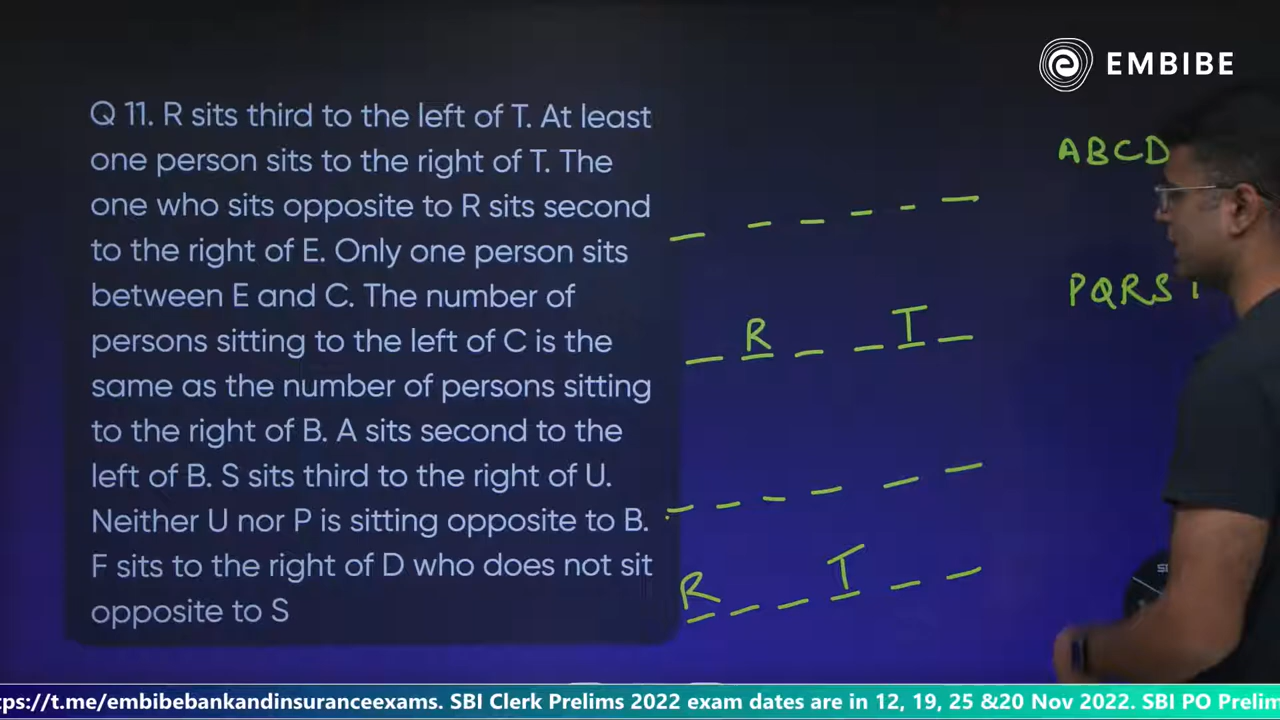 EMBIBE
Q 11. R sits third to the left of T. At least
one person sits to the right of T. The
one who sits opposite to R sits second
to the right of E. Only one person sits
between E and C. The number of
persons sitting to the left of C is the
same as the number of persons sitting
to the right of B. A sits second to the
left of B. S sits third to the right of U.
Neither U nor P is sitting opposite to B.
F sits to the right of D who does not sit
opposite to S
ABCD
PQRS
R T
R T
ps://t.me/embibebankandinsuranceexams. SBI Clerk Prelims 2022 exam dates are in 12, 19, 25 &20 Nov 2022. SBI PO Prelim